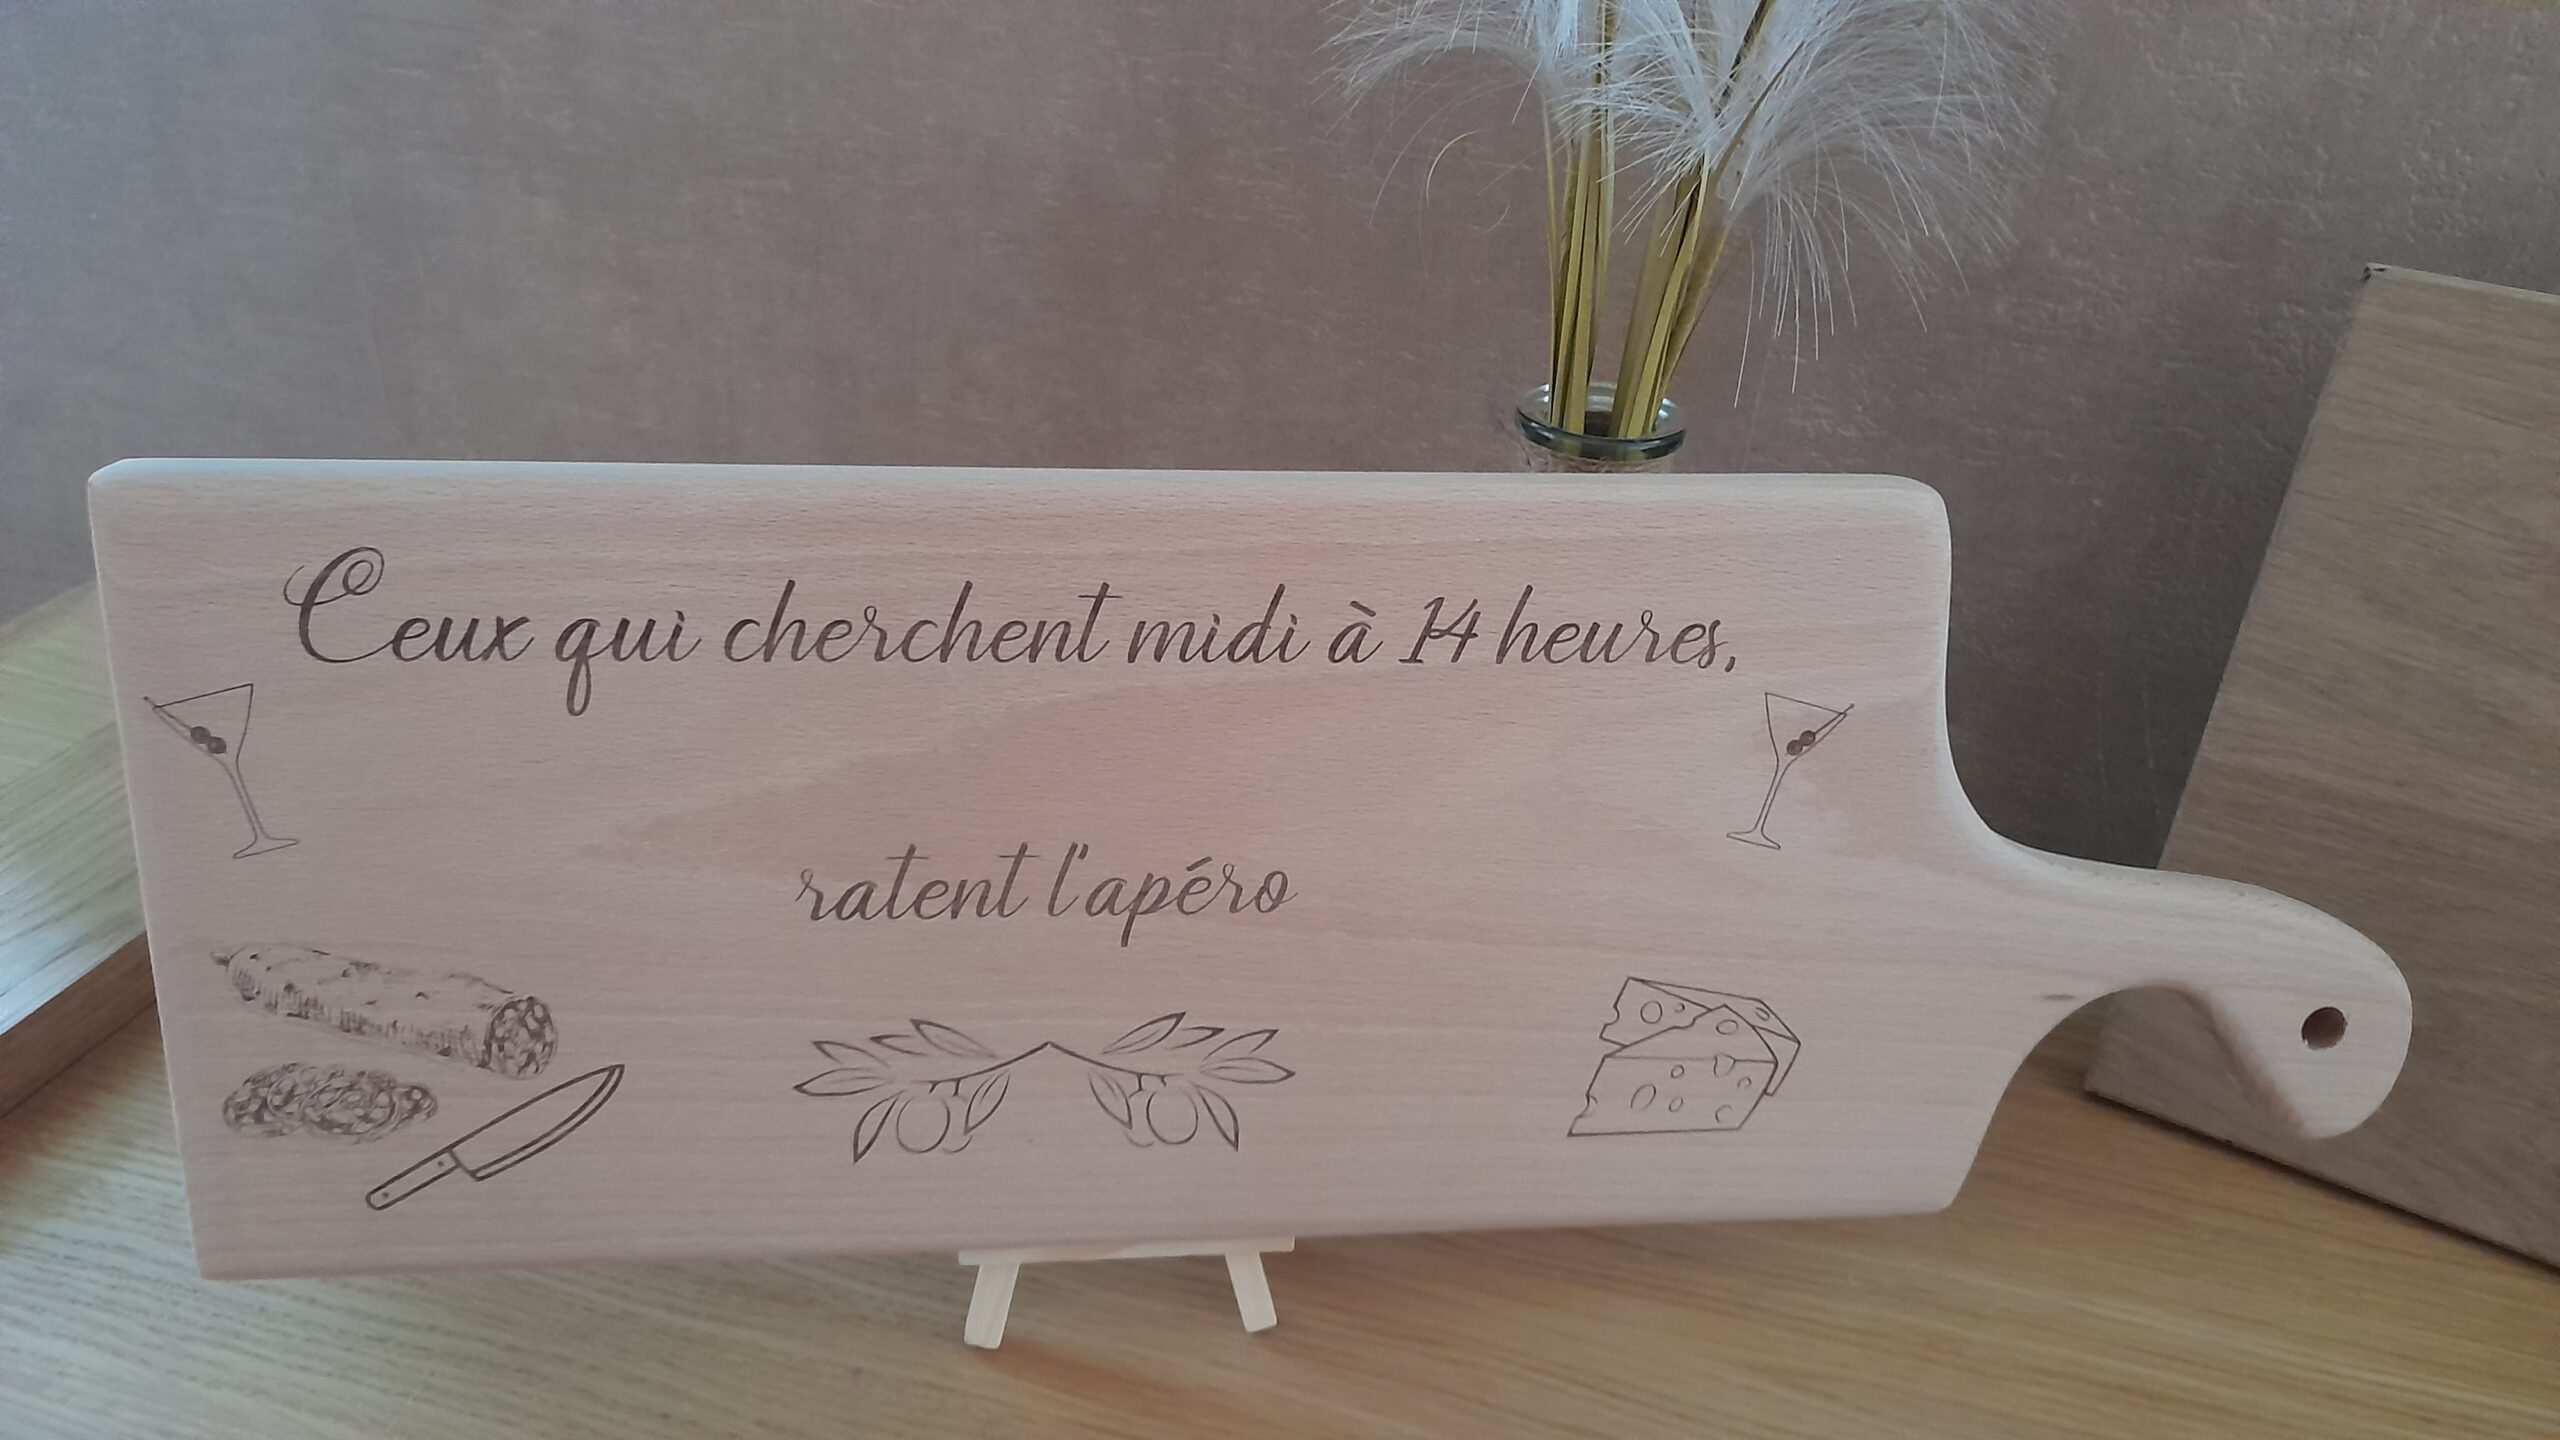 Ceux qui cherchent midi à 14 heures,
ratent l'apéro